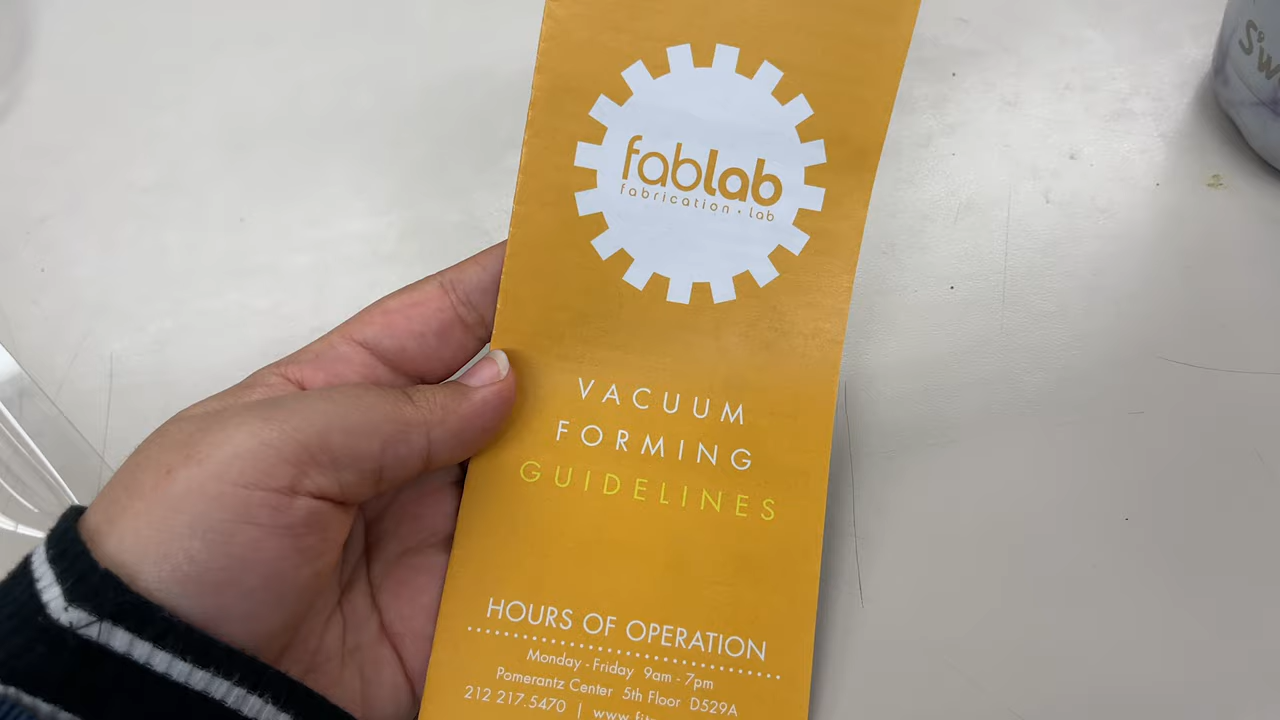 fablab
fabrication • lab
VACUUM
FORMING
GUIDELINES
HOURS OF OPERATION
Monday - Friday 9am - 7pm
Pomerantz Center 5th Floor D529A
212 217.5470 |